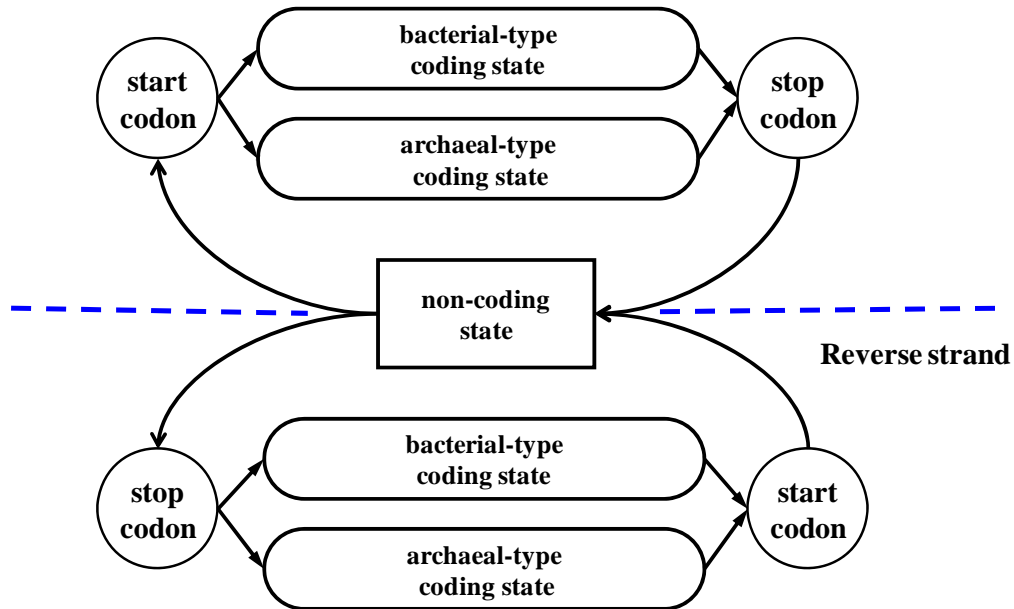 bacterial-type
coding state
start
codon
stop
codon
archaeal-type
coding state
non-coding
state
Reverse strand
bacterial-type
coding state
stop
codon
start
codon
archaeal-type
coding state